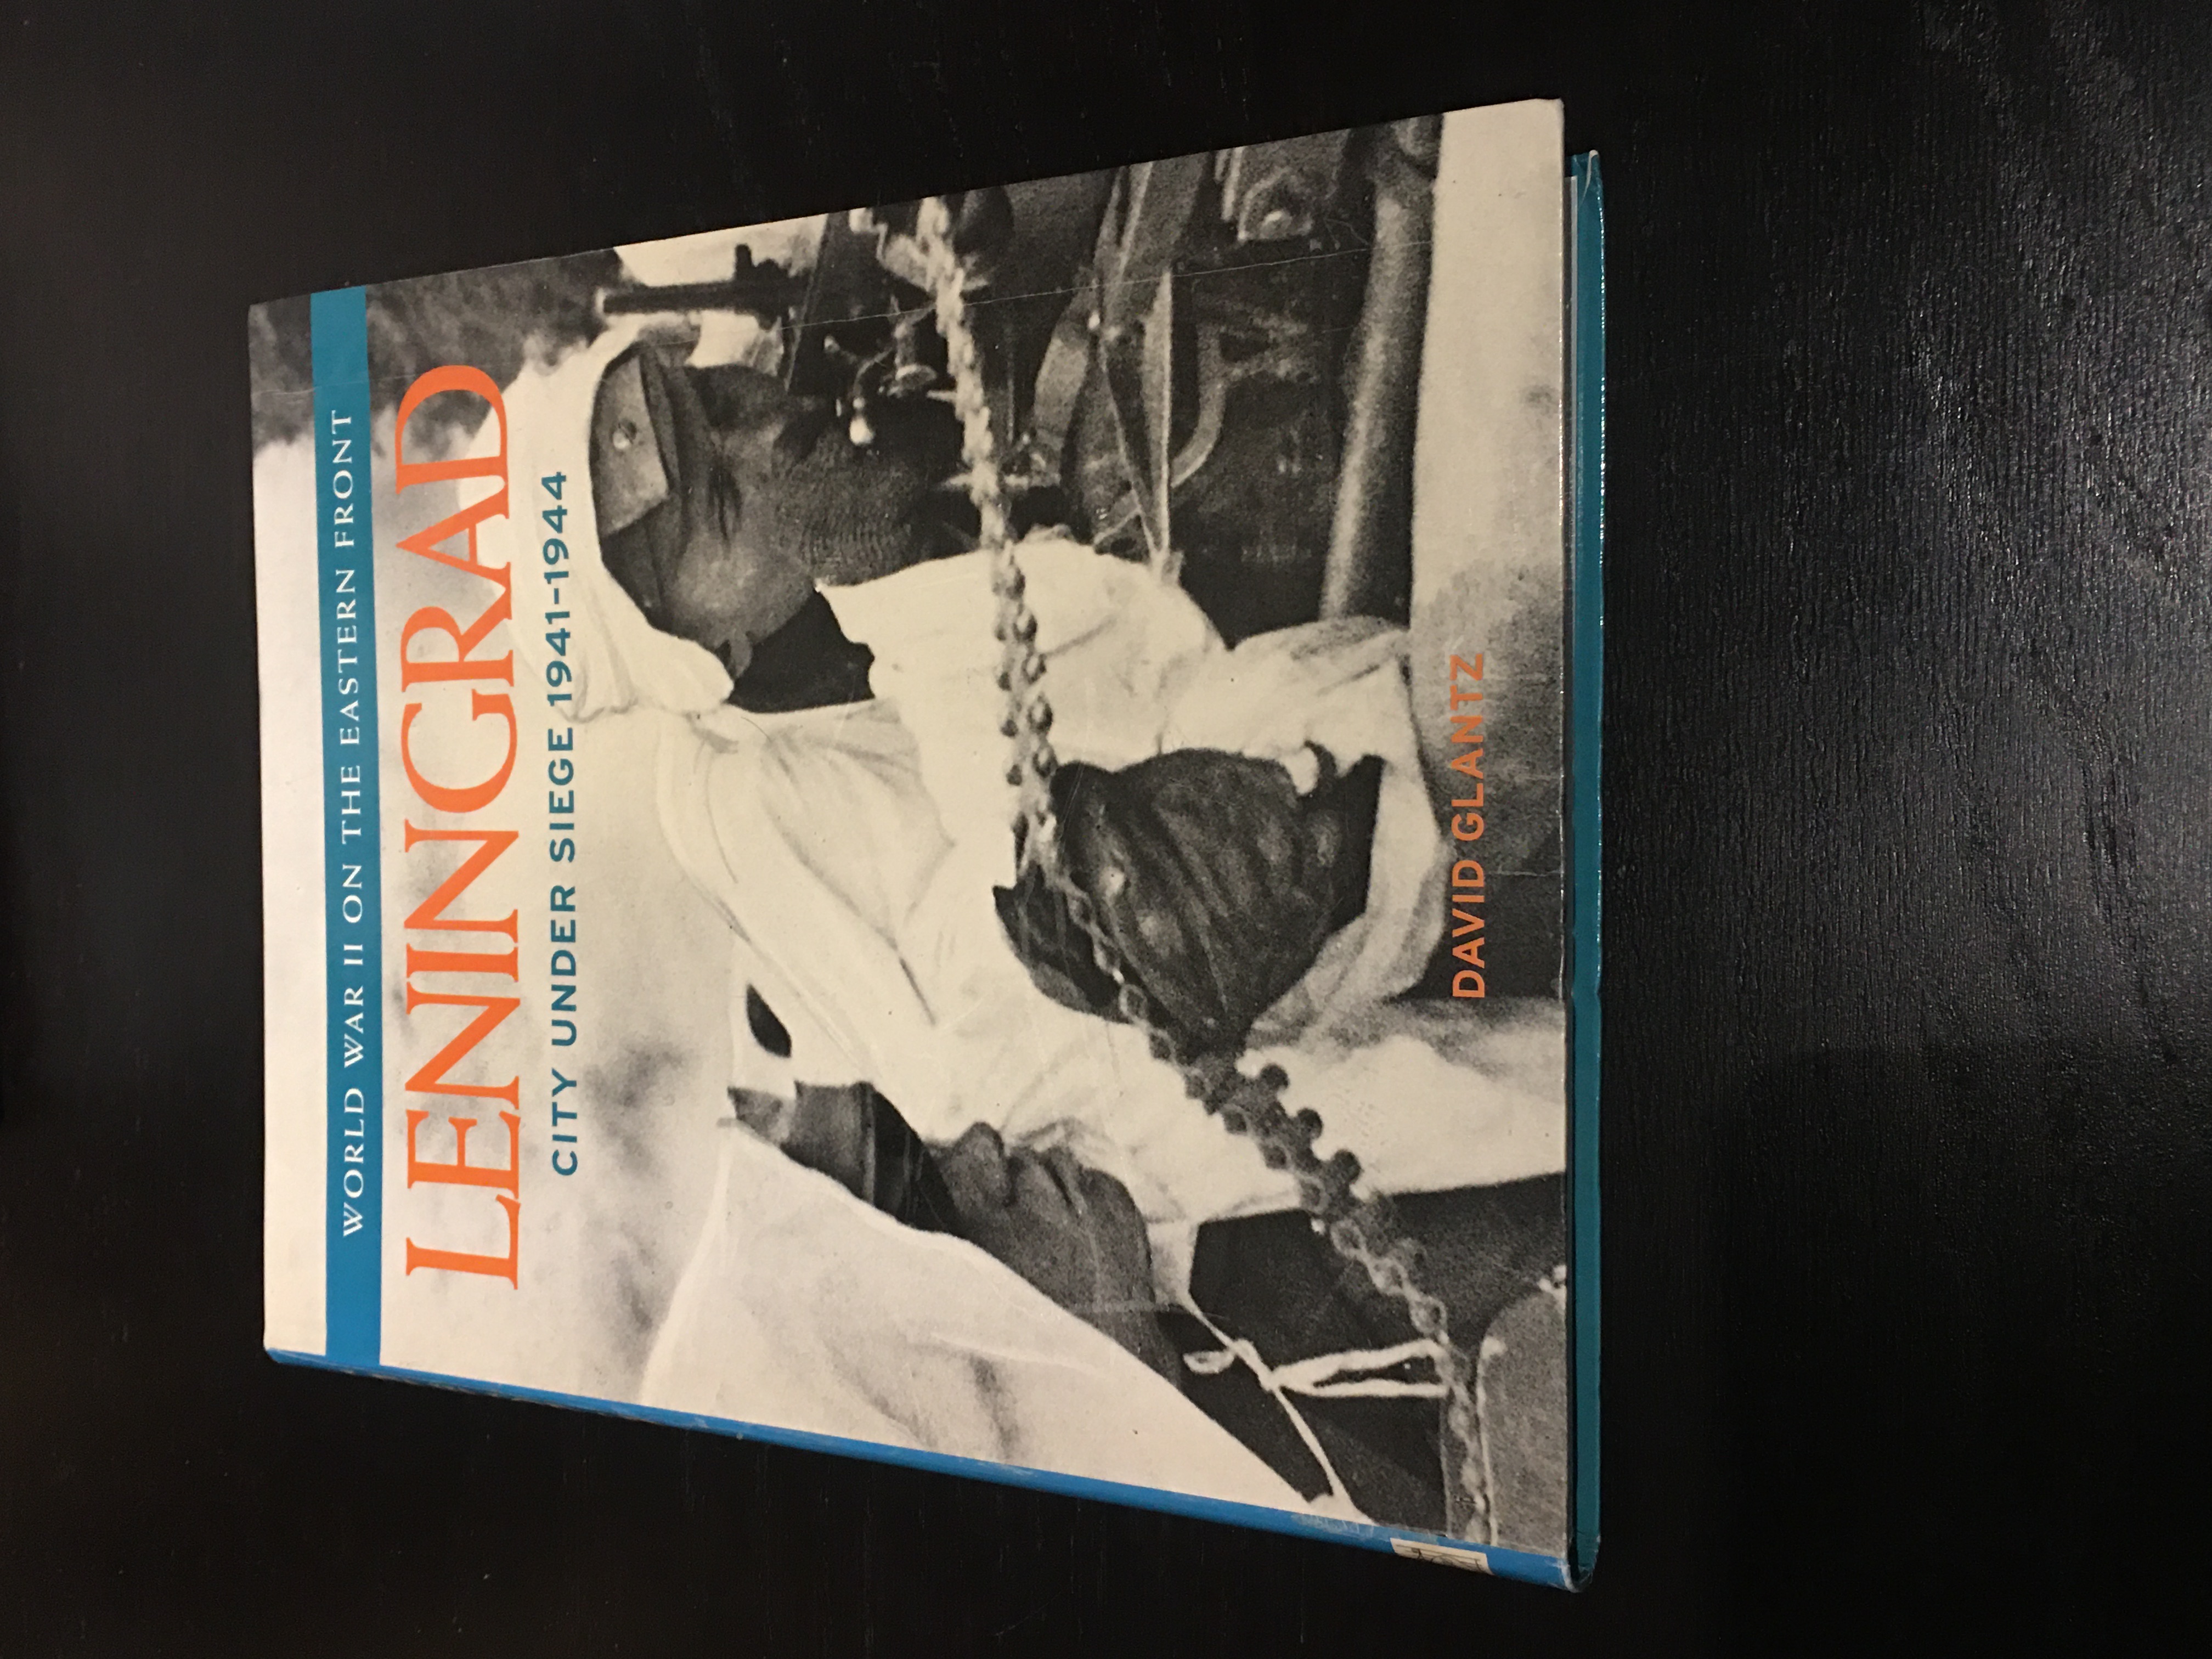 WORLD WAR II ON THE EASTERN FRONT
LENINGRAD
CITY UNDER SIEGE 1941-1944
DAVID GLANTZ